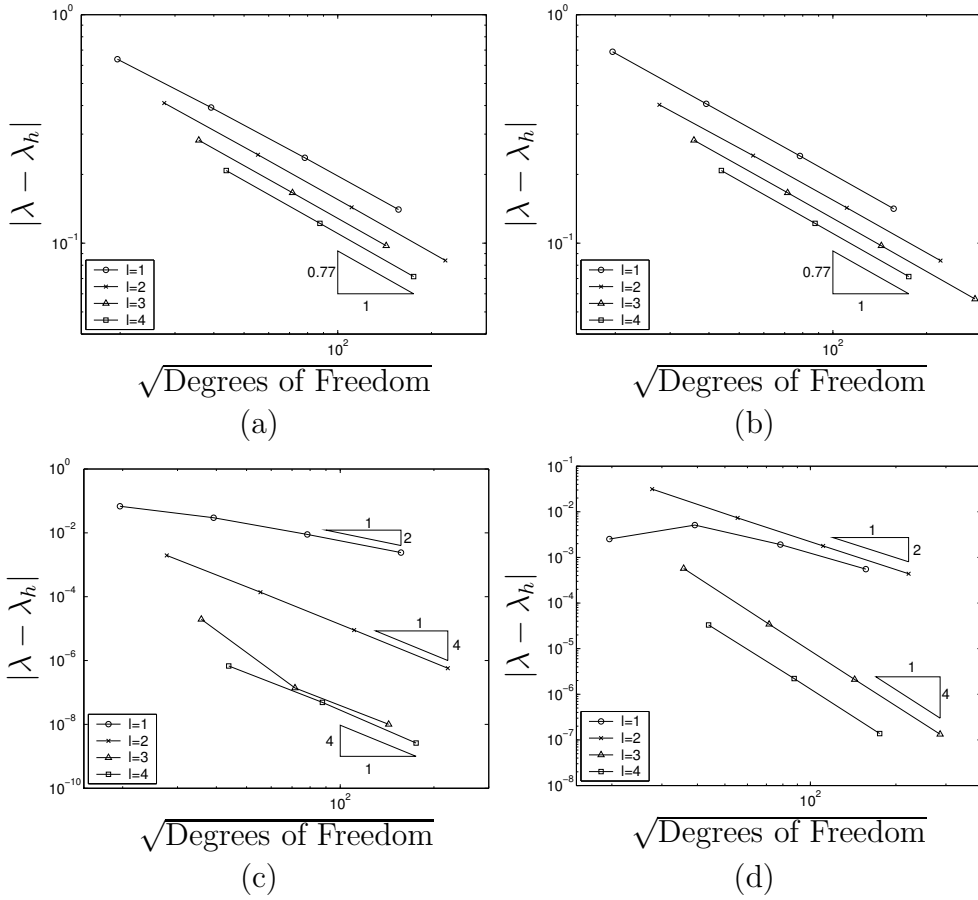 10^0
10^{-1}
|λ − λ_h|
0.77
1
l=1
l=2
l=3
l=4
10^2
√Degrees of Freedom
(a)
10^0
10^{-1}
|λ − λ_h|
0.77
1
l=1
l=2
l=3
l=4
10^2
√Degrees of Freedom
(b)
10^0
10^{-2}
10^{-4}
10^{-6}
10^{-8}
10^{-10}
|λ − λ_h|
1
2
1
4
4
1
l=1
l=2
l=3
l=4
10^2
√Degrees of Freedom
(c)
10^{-1}
10^{-2}
10^{-3}
10^{-4}
10^{-5}
10^{-6}
10^{-7}
10^{-8}
|λ − λ_h|
1
2
1
4
l=1
l=2
l=3
l=4
10^2
√Degrees of Freedom
(d)